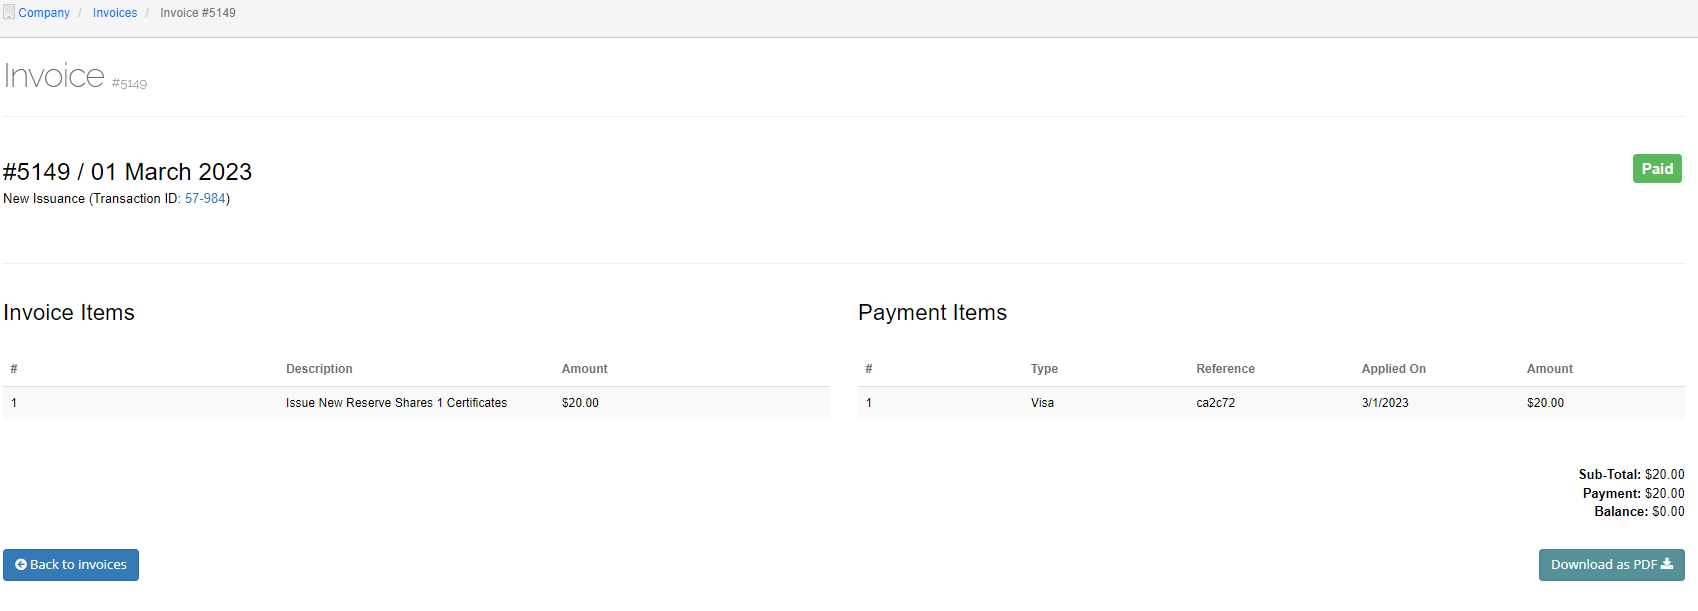 Company / Invoices / Invoice #5149
Invoice #5149
#5149 / 01 March 2023
Paid
New Issuance (Transaction ID: 57-984)
Invoice Items
# Description Amount
1 Issue New Reserve Shares 1 Certificates $20.00
Payment Items
# Type Reference Applied On Amount
1 Visa ca2c72 3/1/2023 $20.00
Sub-Total: $20.00
Payment: $20.00
Balance: $0.00
Back to invoices
Download as PDF